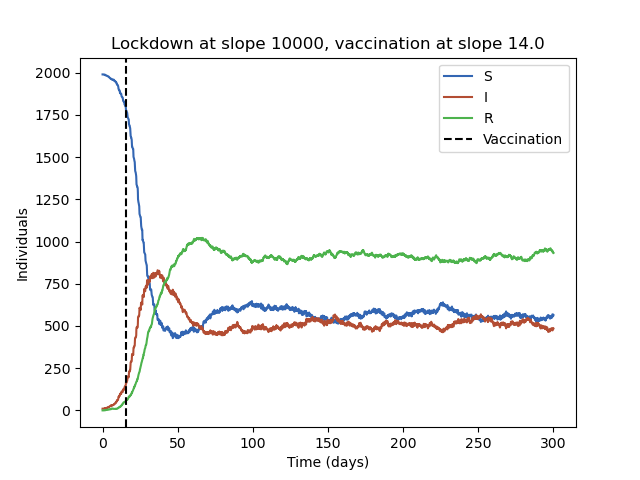 Lockdown at slope 10000, vaccination at slope 14.0
S
I
R
Vaccination
Individuals
2000
1750
1500
1250
1000
750
500
250
0
0 50 100 150 200 250 300
Time (days)